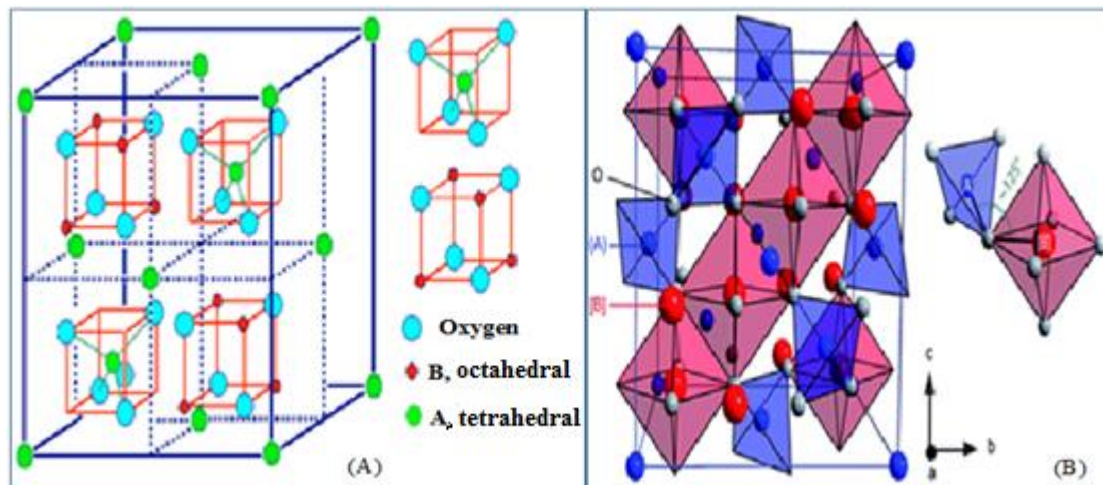 Oxygen
B, octahedral
A, tetrahedral
(A)
O
(A)
[B]
~125°
c
b
a
(B)